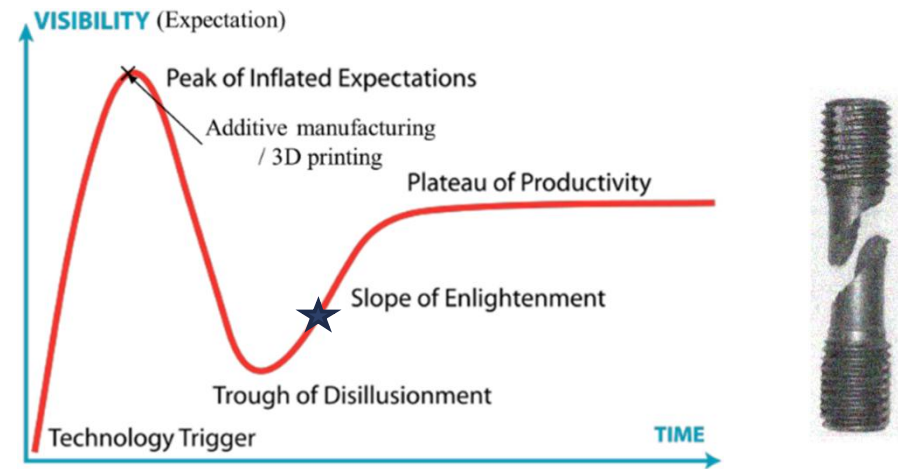 VISIBILITY (Expectation)
Peak of Inflated Expectations
Additive manufacturing
/ 3D printing
Plateau of Productivity
Slope of Enlightenment
Trough of Disillusionment
Technology Trigger
TIME